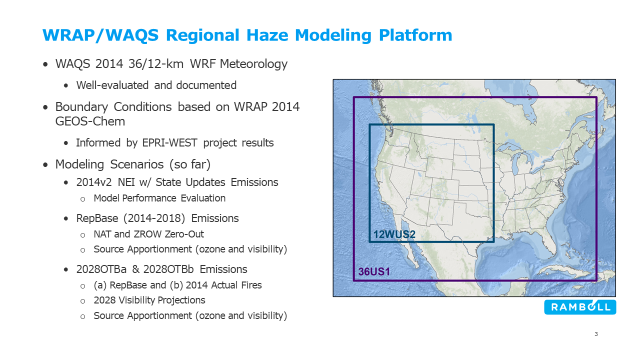 WRAP/WAQS Regional Haze Modeling Platform
• WAQS 2014 36/12-km WRF Meteorology
• Well-evaluated and documented
• Boundary Conditions based on WRAP 2014
GEOS-Chem
• Informed by EPRI-WEST project results
• Modeling Scenarios (so far)
• 2014v2 NEI w/ State Updates Emissions
o Model Performance Evaluation
• RepBase (2014-2018) Emissions
o NAT and ZROW Zero-Out
o Source Apportionment (ozone and visibility)
• 2028OTBa & 2028OTBb Emissions
o (a) RepBase and (b) 2014 Actual Fires
o 2028 Visibility Projections
o Source Apportionment (ozone and visibility)
12WUS2
36US1
RAMBOLL
3